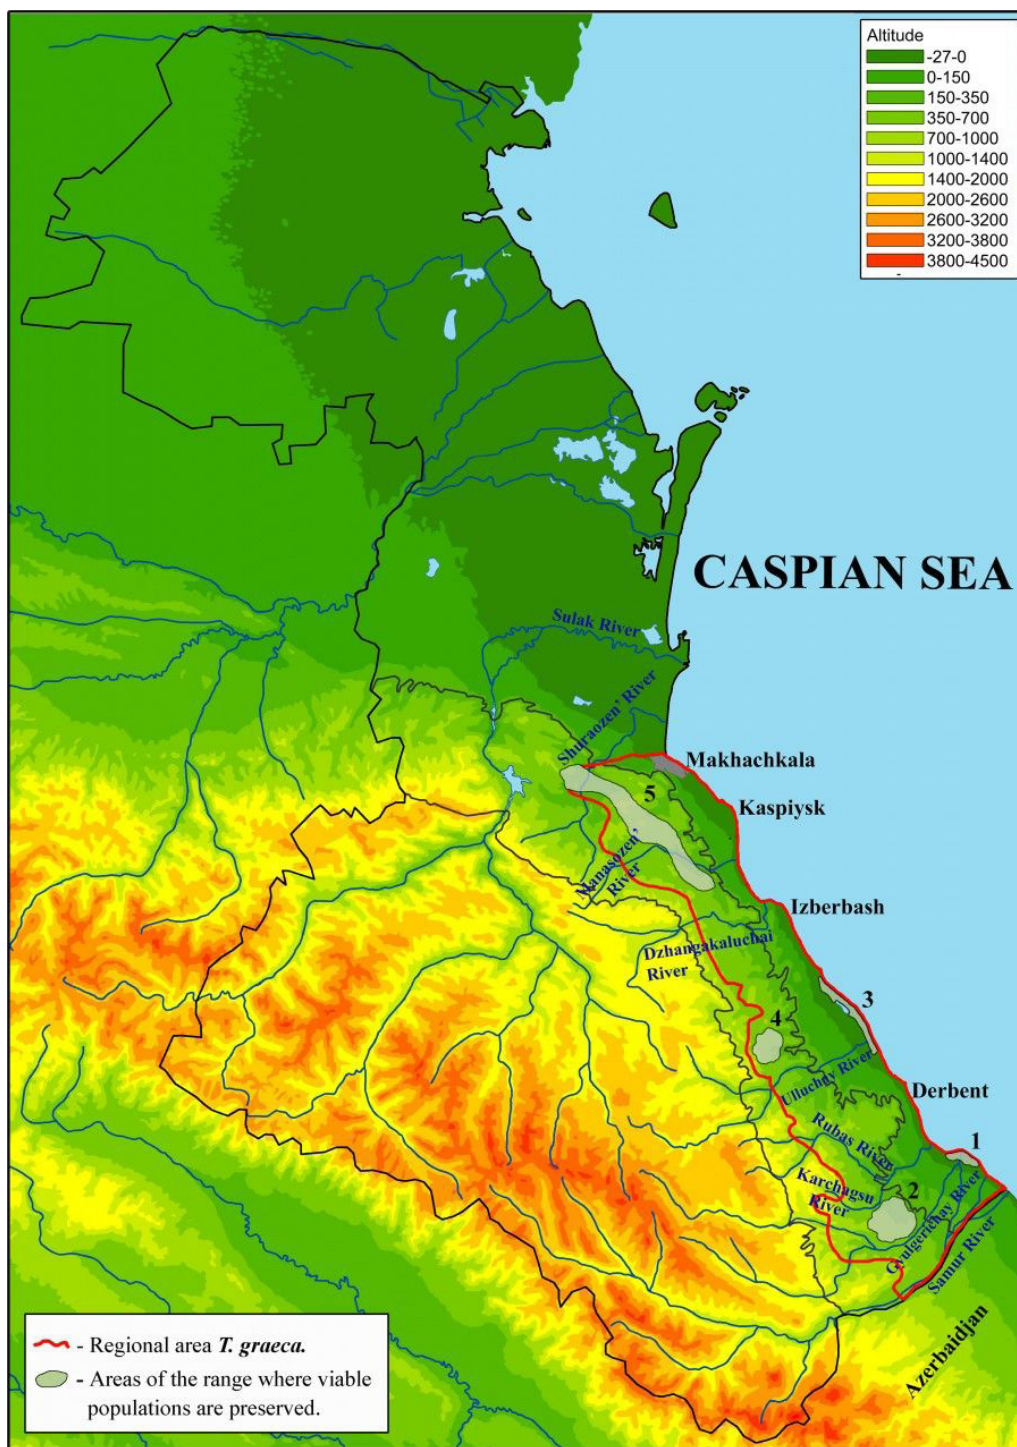 Altitude
-27-0
0-150
150-350
350-700
700-1000
1000-1400
1400-2000
2000-2600
2600-3200
3200-3800
3800-4500
-
CASPIAN SEA
Sulak River
Shuraozen' River
Makhachkala
5
Kaspiysk
Manasozen'
River
Izberbash
Dzhangakaluchai
River
3
4
Ulluchay River
Derbent
Rubas River
1
Karchagsu
River
2
Gyulgerichay River
Samur River
Azerbaidjan
- Regional area T. graeca.
- Areas of the range where viable
populations are preserved.